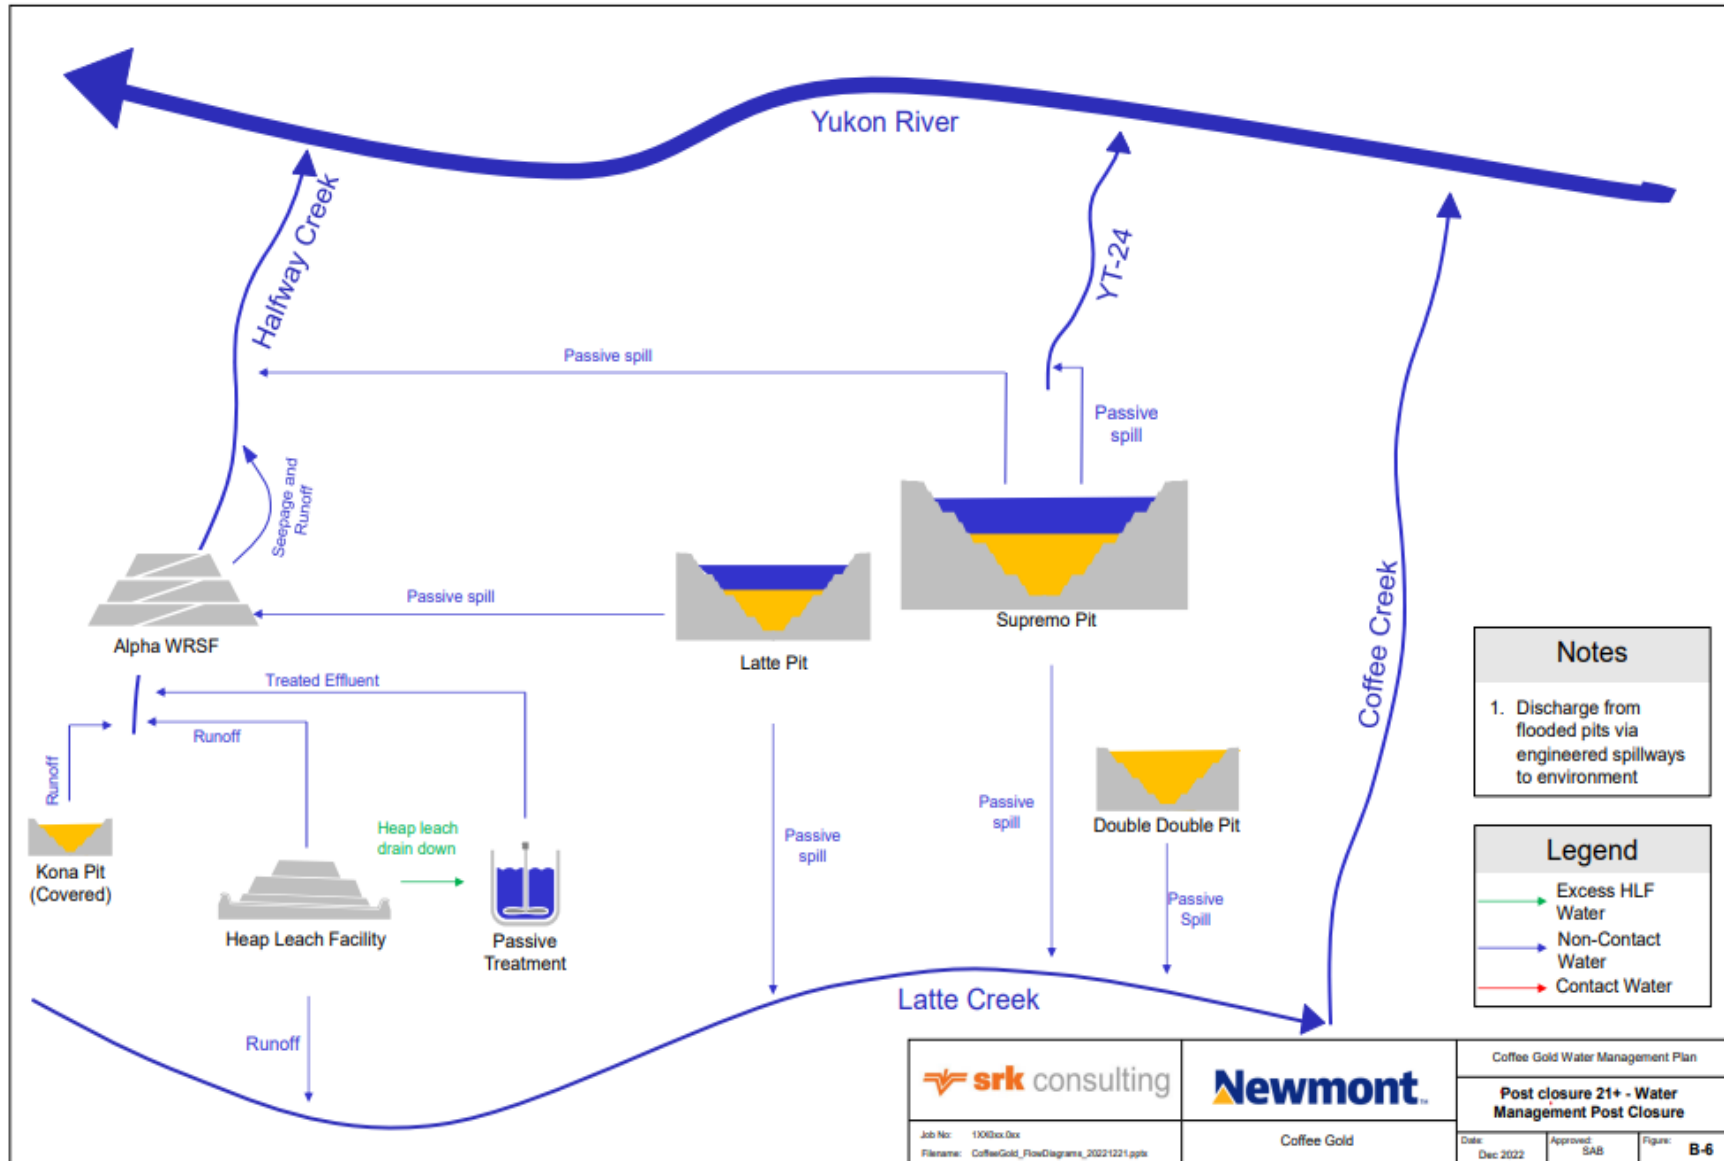 Yukon River
Halfway Creek
YT-24
Passive spill
Passive
spill
Seepage and
Runoff
Coffee Creek
Passive spill
Alpha WRSF
Latte Pit
Supremo Pit
Treated Effluent
Runoff
Runoff
Heap leach
drain down
Kona Pit
(Covered)
Heap Leach Facility
Passive
Treatment
Passive
spill
Passive
spill
Double Double Pit
Passive
Spill
Runoff
Latte Creek
Notes
1. Discharge from
flooded pits via
engineered spillways
to environment
Legend
Excess HLF
Water
Non-Contact
Water
Contact Water
srk consulting
Job No: 1XX0xx.0xx
Filename: CoffeeGold_FlowDiagrams_20221221.pptx
Newmont™
Coffee Gold
Coffee Gold Water Management Plan
Post closure 21+ - Water
Management Post Closure
Date: Dec 2022
Approved: SAB
Figure: B-6